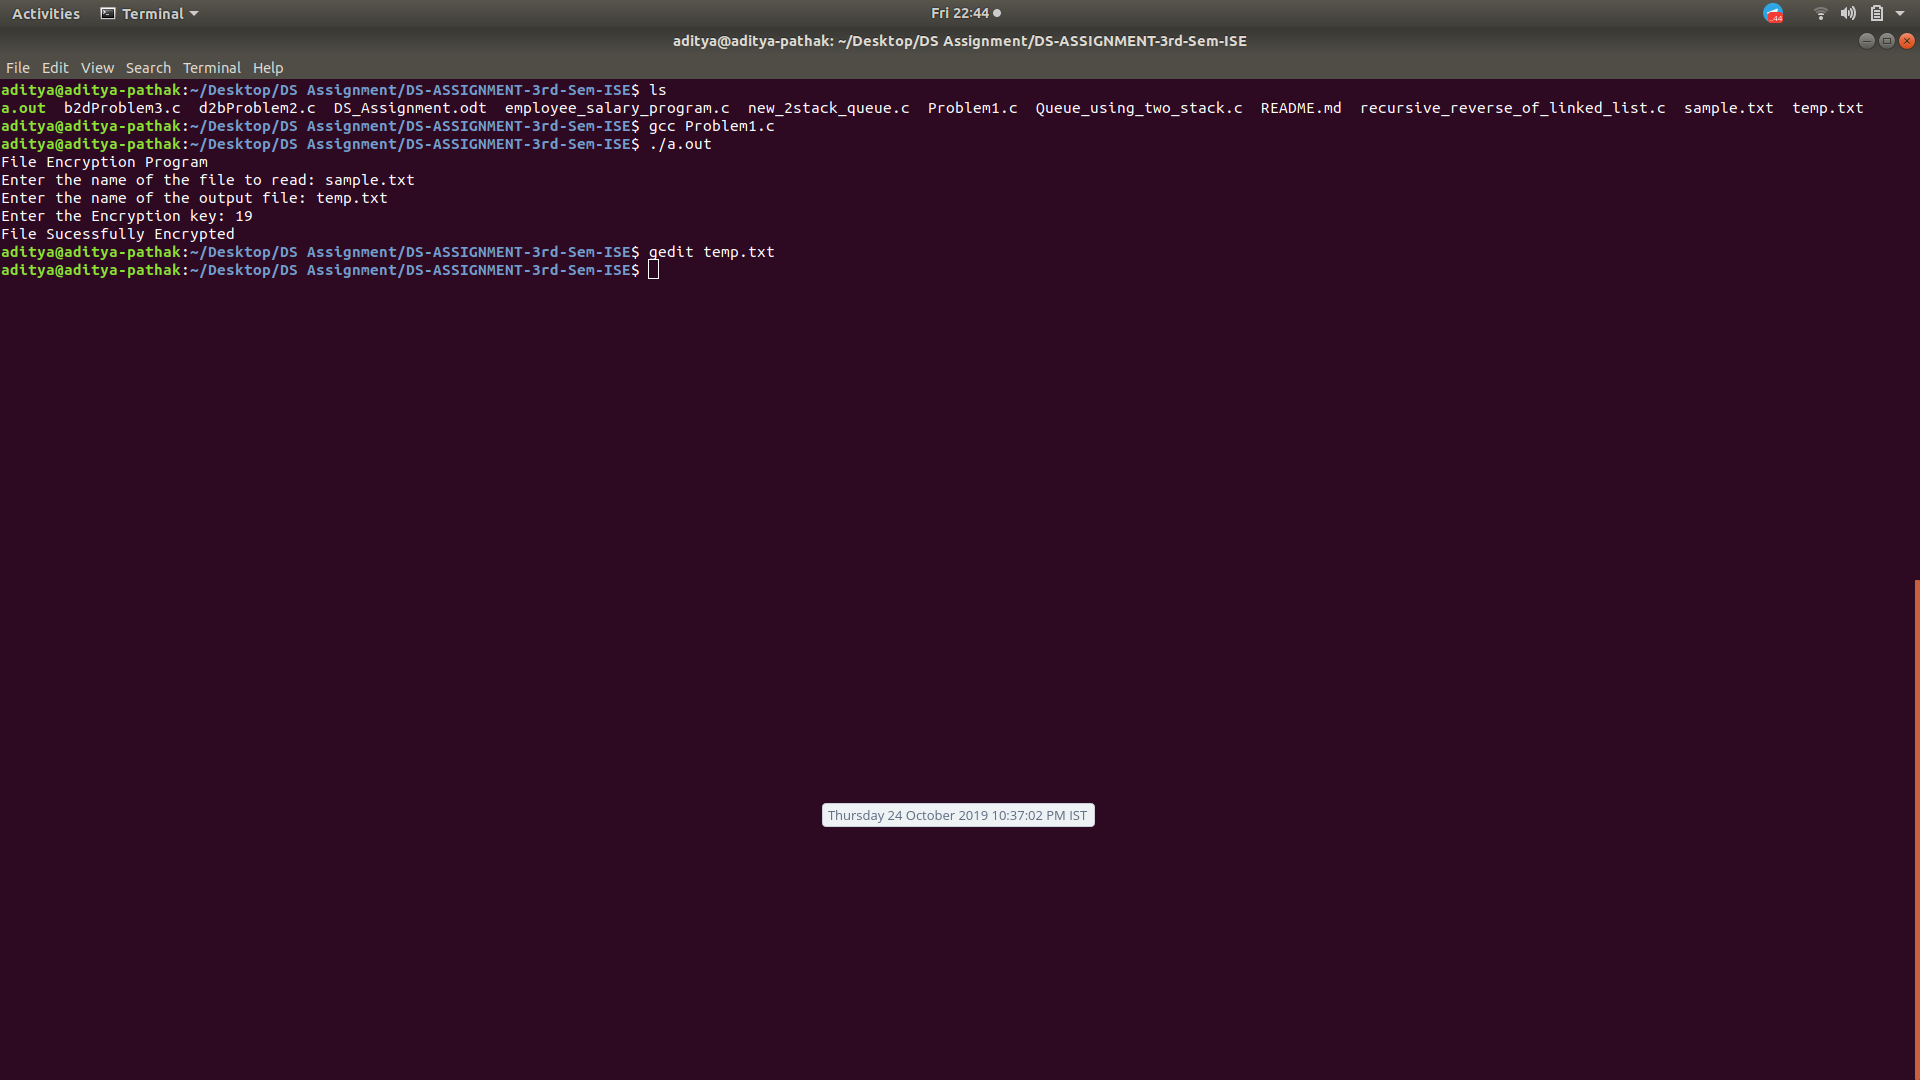 Activities Terminal Fri 22:44 44
aditya@aditya-pathak: ~/Desktop/DS Assignment/DS-ASSIGNMENT-3rd-Sem-ISE
File Edit View Search Terminal Help
aditya@aditya-pathak:~/Desktop/DS Assignment/DS-ASSIGNMENT-3rd-Sem-ISE$ ls
a.out b2dProblem3.c d2bProblem2.c DS_Assignment.odt employee_salary_program.c new_2stack_queue.c Problem1.c Queue_using_two_stack.c README.md recursive_reverse_of_linked_list.c sample.txt temp.txt
aditya@aditya-pathak:~/Desktop/DS Assignment/DS-ASSIGNMENT-3rd-Sem-ISE$ gcc Problem1.c
aditya@aditya-pathak:~/Desktop/DS Assignment/DS-ASSIGNMENT-3rd-Sem-ISE$ ./a.out
File Encryption Program
Enter the name of the file to read: sample.txt
Enter the name of the output file: temp.txt
Enter the Encryption key: 19
File Sucessfully Encrypted
aditya@aditya-pathak:~/Desktop/DS Assignment/DS-ASSIGNMENT-3rd-Sem-ISE$ gedit temp.txt
aditya@aditya-pathak:~/Desktop/DS Assignment/DS-ASSIGNMENT-3rd-Sem-ISE$
Thursday 24 October 2019 10:37:02 PM IST